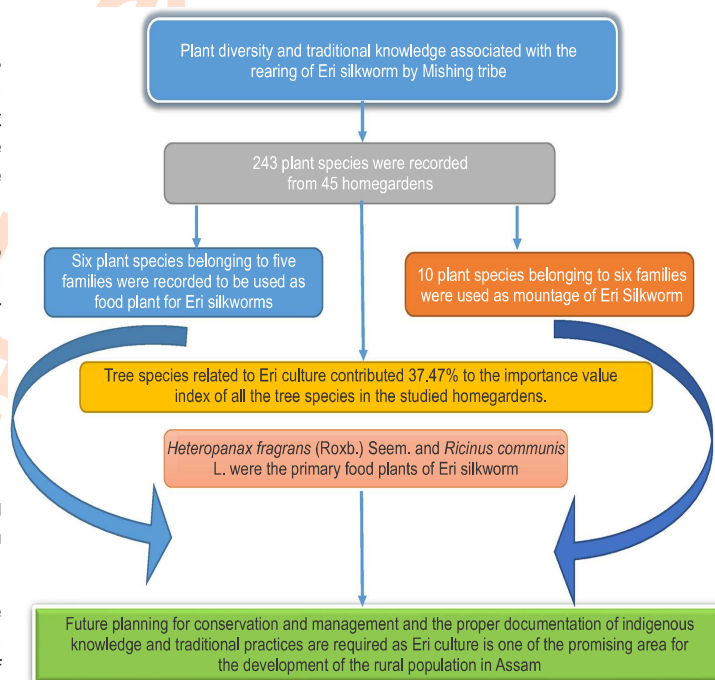 Plant diversity and traditional knowledge associated with the
rearing of Eri silkworm by Mishing tribe
243 plant species were recorded
from 45 homegardens
Six plant species belonging to five
families were recorded to be used as
food plant for Eri silkworms
10 plant species belonging to six families
were used as mountage of Eri Silkworm
Tree species related to Eri culture contributed 37.47% to the importance value
index of all the tree species in the studied homegardens.
Heteropanax fragrans (Roxb.) Seem. and Ricinus communis
L. were the primary food plants of Eri silkworm
Future planning for conservation and management and the proper documentation of indigenous
knowledge and traditional practices are required as Eri culture is one of the promising area for
the development of the rural population in Assam